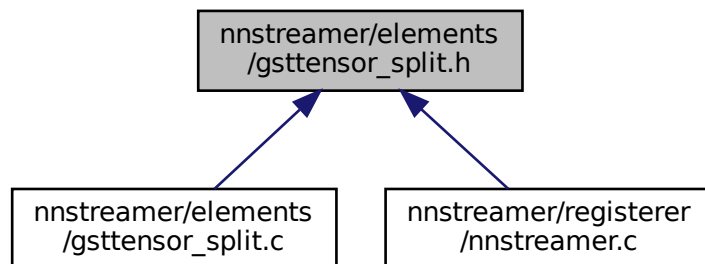 nnstreamer/elements
/gsttensor_split.h
nnstreamer/elements
/gsttensor_split.c
nnstreamer/registerer
/nnstreamer.c